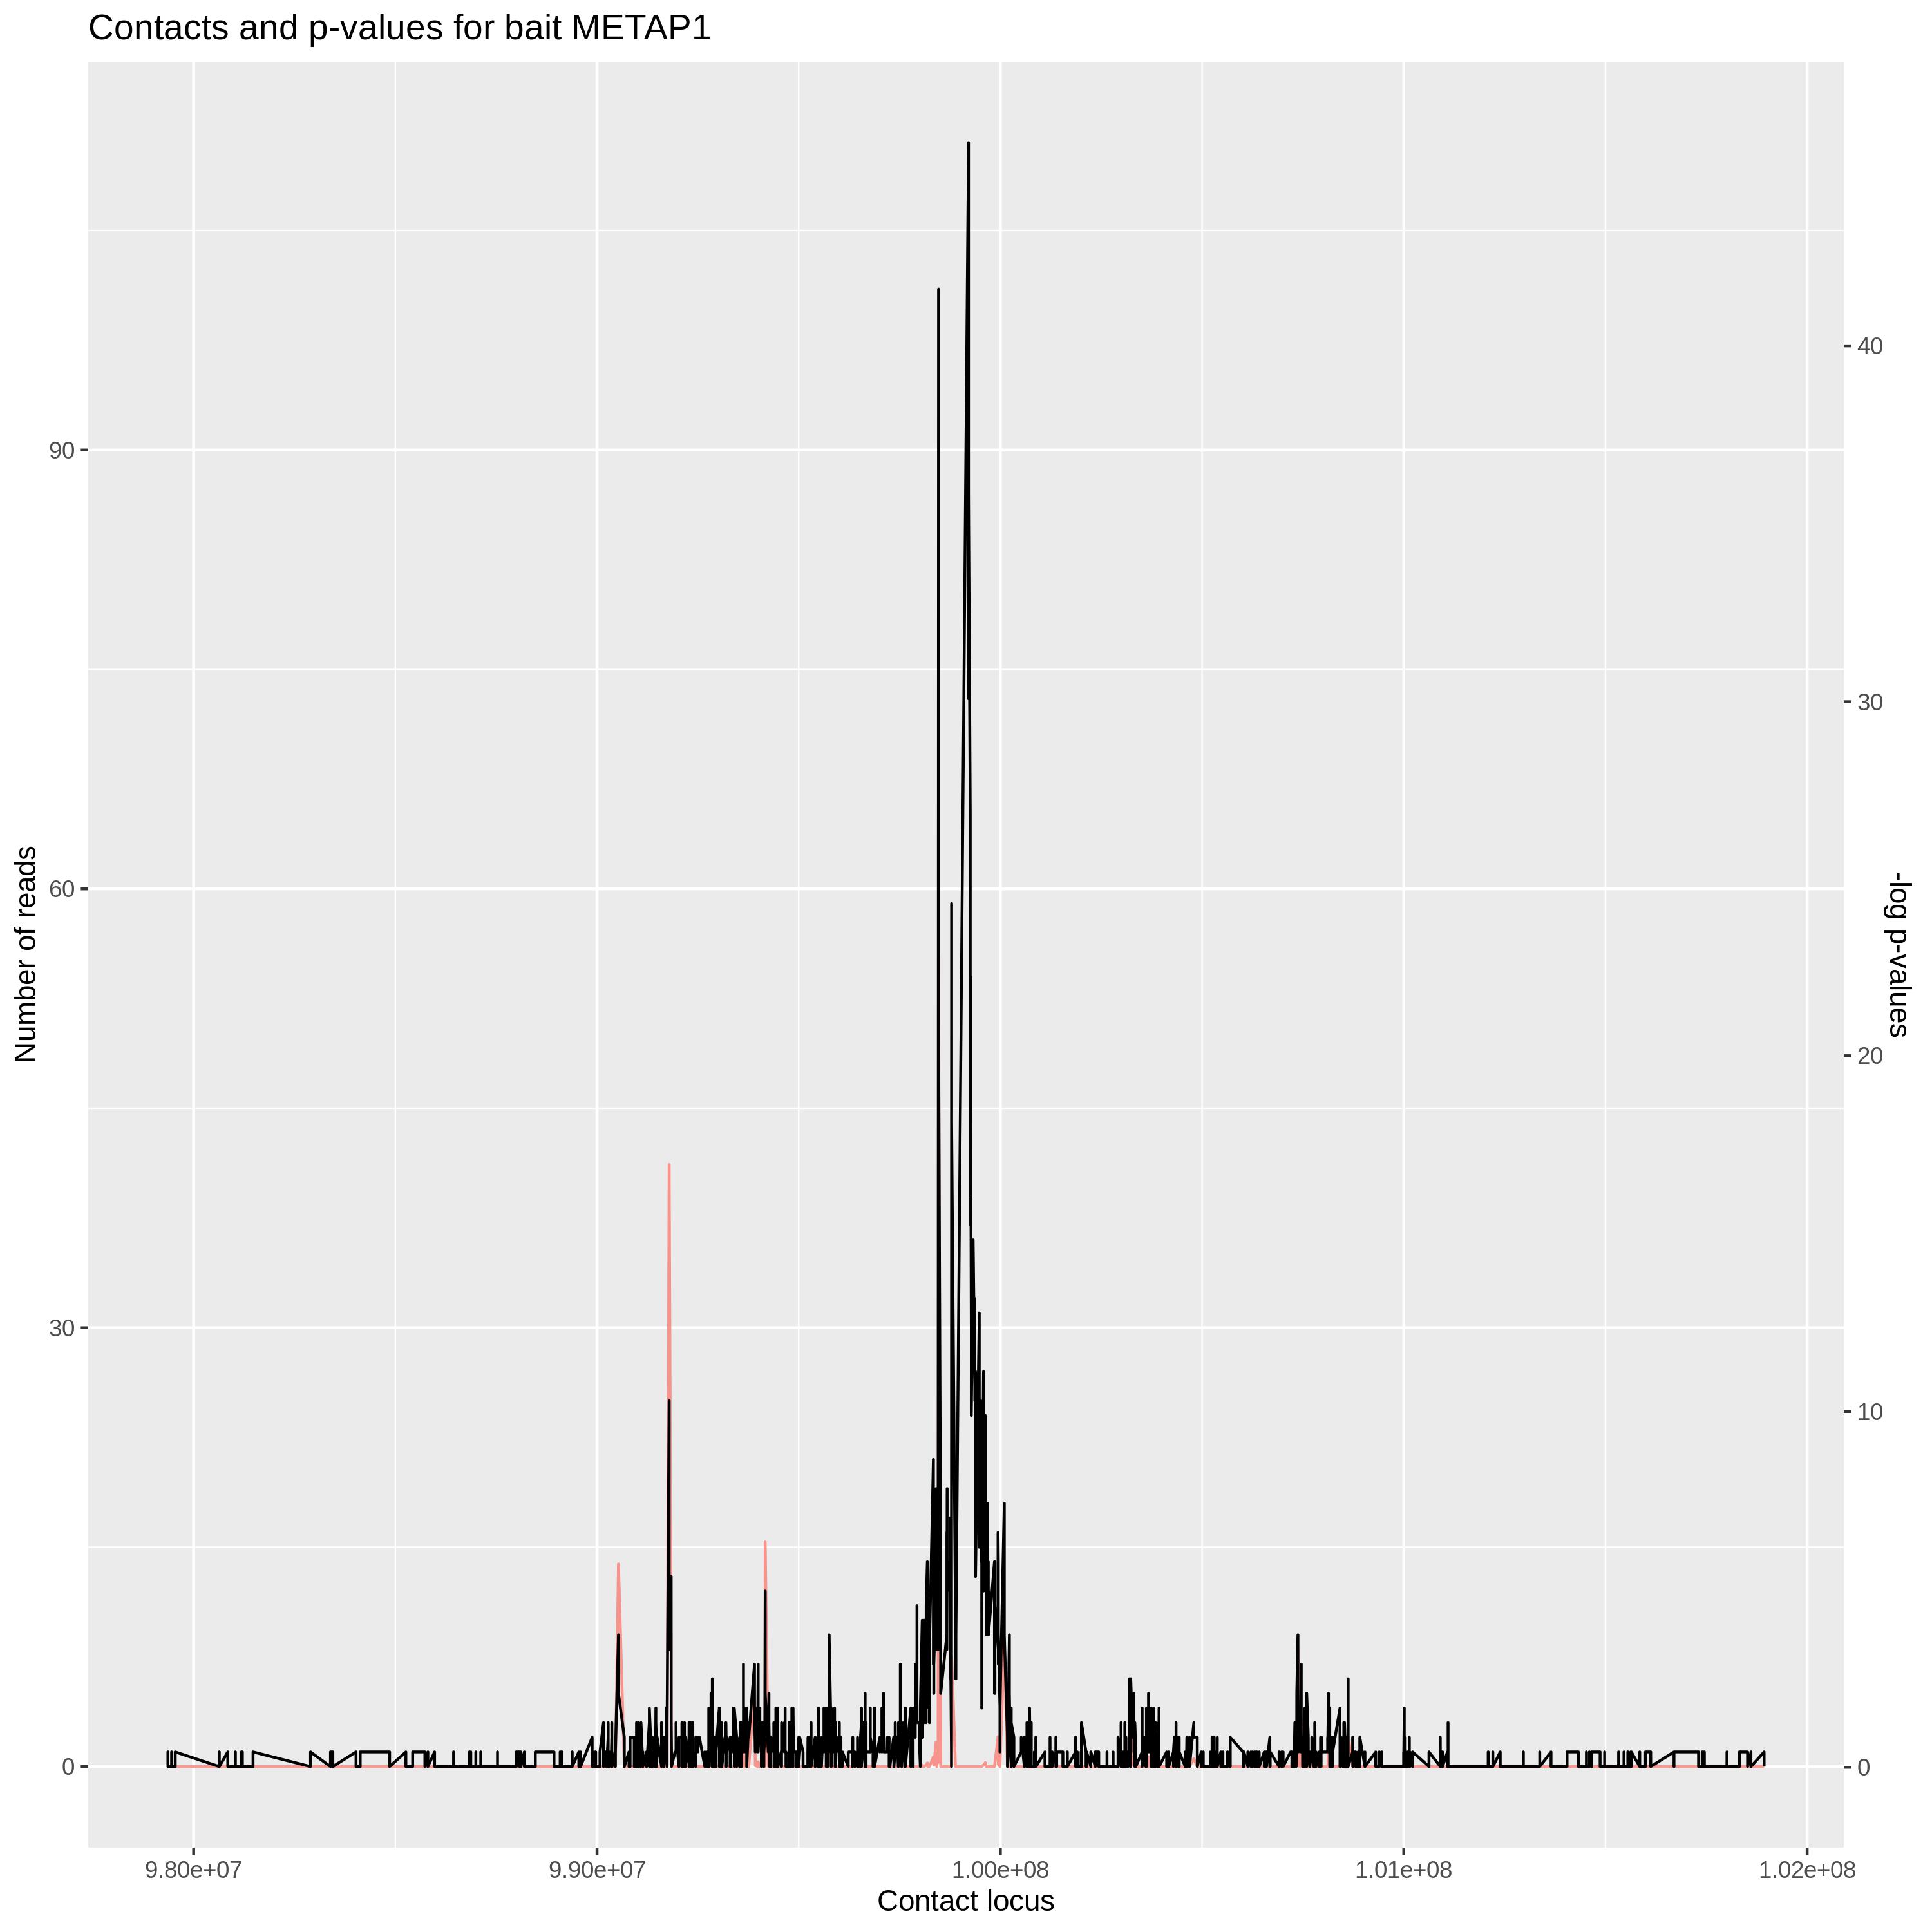 Contacts and p-values for bait METAP1
Number of reads
90
60
30
0
40
30
20
10
0
-log p-values
9.80e+07 9.90e+07 1.00e+08 1.01e+08 1.02e+08
Contact locus